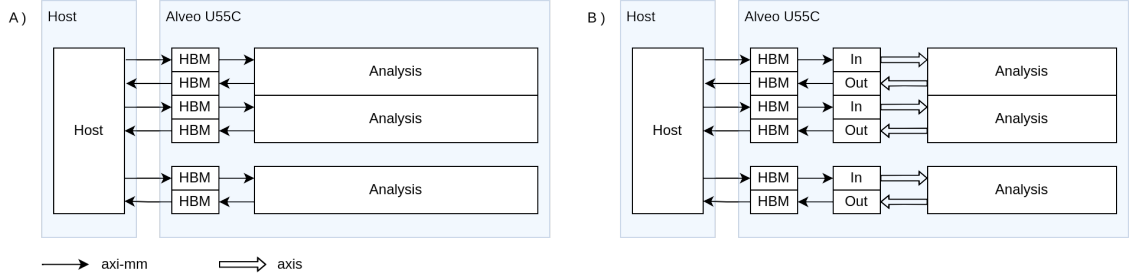 A )
Host
Alveo U55C
Host
HBM
HBM
HBM
HBM
HBM
HBM
Analysis
Analysis
Analysis
B )
Host
Alveo U55C
Host
HBM
HBM
HBM
HBM
HBM
HBM
In
Out
In
Out
In
Out
Analysis
Analysis
Analysis
axi-mm
axis